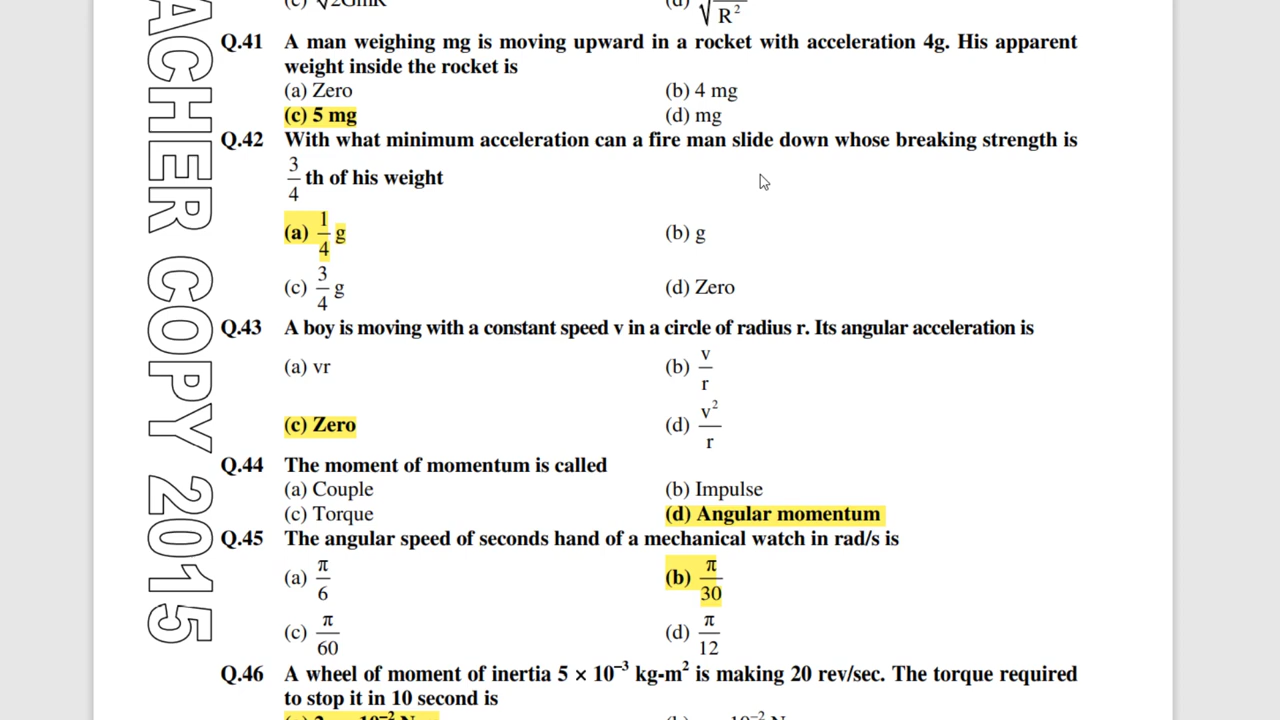 (c) √2GmR (d) √ R²
Q.41 A man weighing mg is moving upward in a rocket with acceleration 4g. His apparent
weight inside the rocket is
(a) Zero (b) 4 mg
(c) 5 mg (d) mg
Q.42 With what minimum acceleration can a fire man slide down whose breaking strength is
3/4 th of his weight
(a) 1/4 g (b) g
(c) 3/4 g (d) Zero
Q.43 A boy is moving with a constant speed v in a circle of radius r. Its angular acceleration is
(a) vr (b) v/r
(c) Zero (d) v²/r
Q.44 The moment of momentum is called
(a) Couple (b) Impulse
(c) Torque (d) Angular momentum
Q.45 The angular speed of seconds hand of a mechanical watch in rad/s is
(a) π/6 (b) π/30
(c) π/60 (d) π/12
Q.46 A wheel of moment of inertia 5 × 10⁻³ kg-m² is making 20 rev/sec. The torque required
to stop it in 10 second is
ACHER COPY 2015